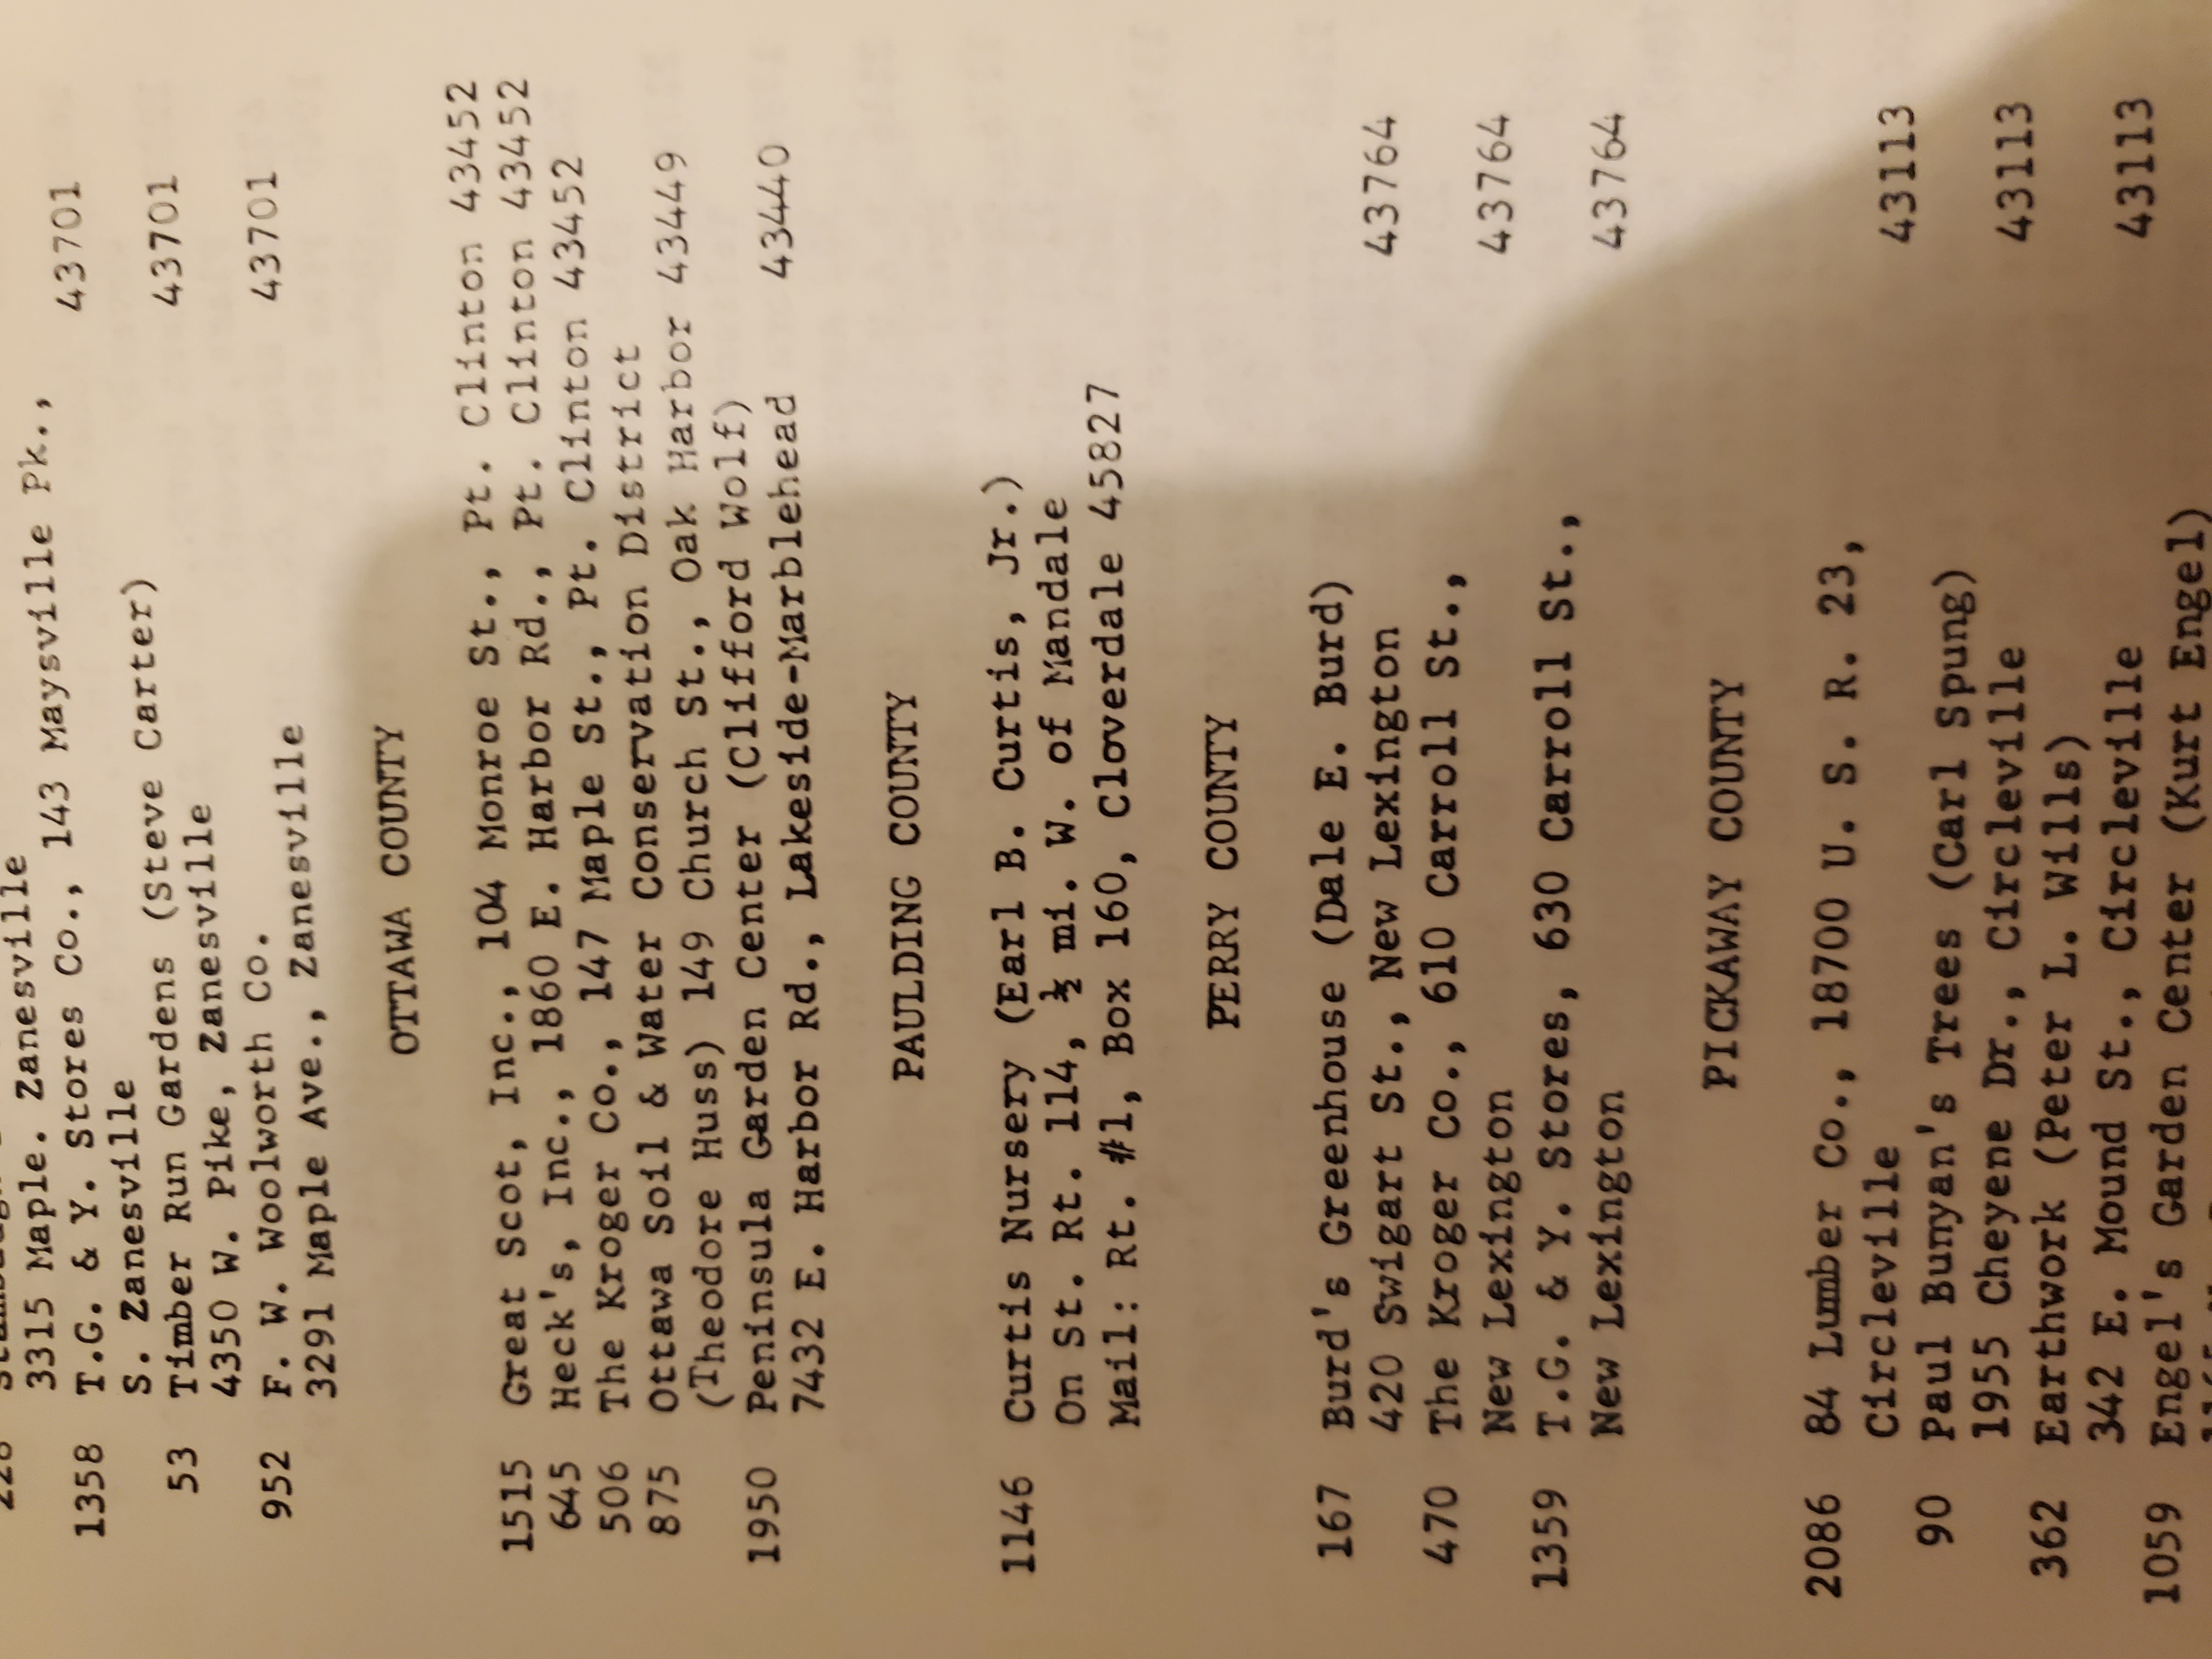 3315 Maple. Zanesville 43701
1358 T.G. & Y. Stores Co., 143 Maysville Pk.,
S. Zanesville 43701
53 Timber Run Gardens (Steve Carter)
4350 W. Pike, Zanesville 43701
952 F. W. Woolworth Co.
3291 Maple Ave., Zanesville
OTTAWA COUNTY
1515 Great Scot, Inc., 104 Monroe St., Pt. Clinton 43452
645 Heck's, Inc., 1860 E. Harbor Rd., Pt. Clinton 43452
506 The Kroger Co., 147 Maple St., Pt. Clinton 43452
875 Ottawa Soil & Water Conservation District
(Theodore Huss) 149 Church St., Oak Harbor 43449
1950 Peninsula Garden Center (Clifford Wolf)
7432 E. Harbor Rd., Lakeside-Marblehead 43440
PAULDING COUNTY
1146 Curtis Nursery (Earl B. Curtis, Jr.)
On St. Rt. 114, ½ mi. W. of Mandale
Mail: Rt. #1, Box 160, Cloverdale 45827
PERRY COUNTY
167 Burd's Greenhouse (Dale E. Burd)
420 Swigart St., New Lexington 43764
470 The Kroger Co., 610 Carroll St.,
New Lexington 43764
1359 T.G. & Y. Stores, 630 Carroll St.,
New Lexington 43764
PICKAWAY COUNTY
2086 84 Lumber Co., 18700 U. S. R. 23,
Circleville 43113
90 Paul Bunyan's Trees (Carl Spung)
1955 Cheyene Dr., Circleville 43113
362 Earthwork (Peter L. Wills)
342 E. Mound St., Circleville 43113
1059 Engel's Garden Center (Kurt Engel)